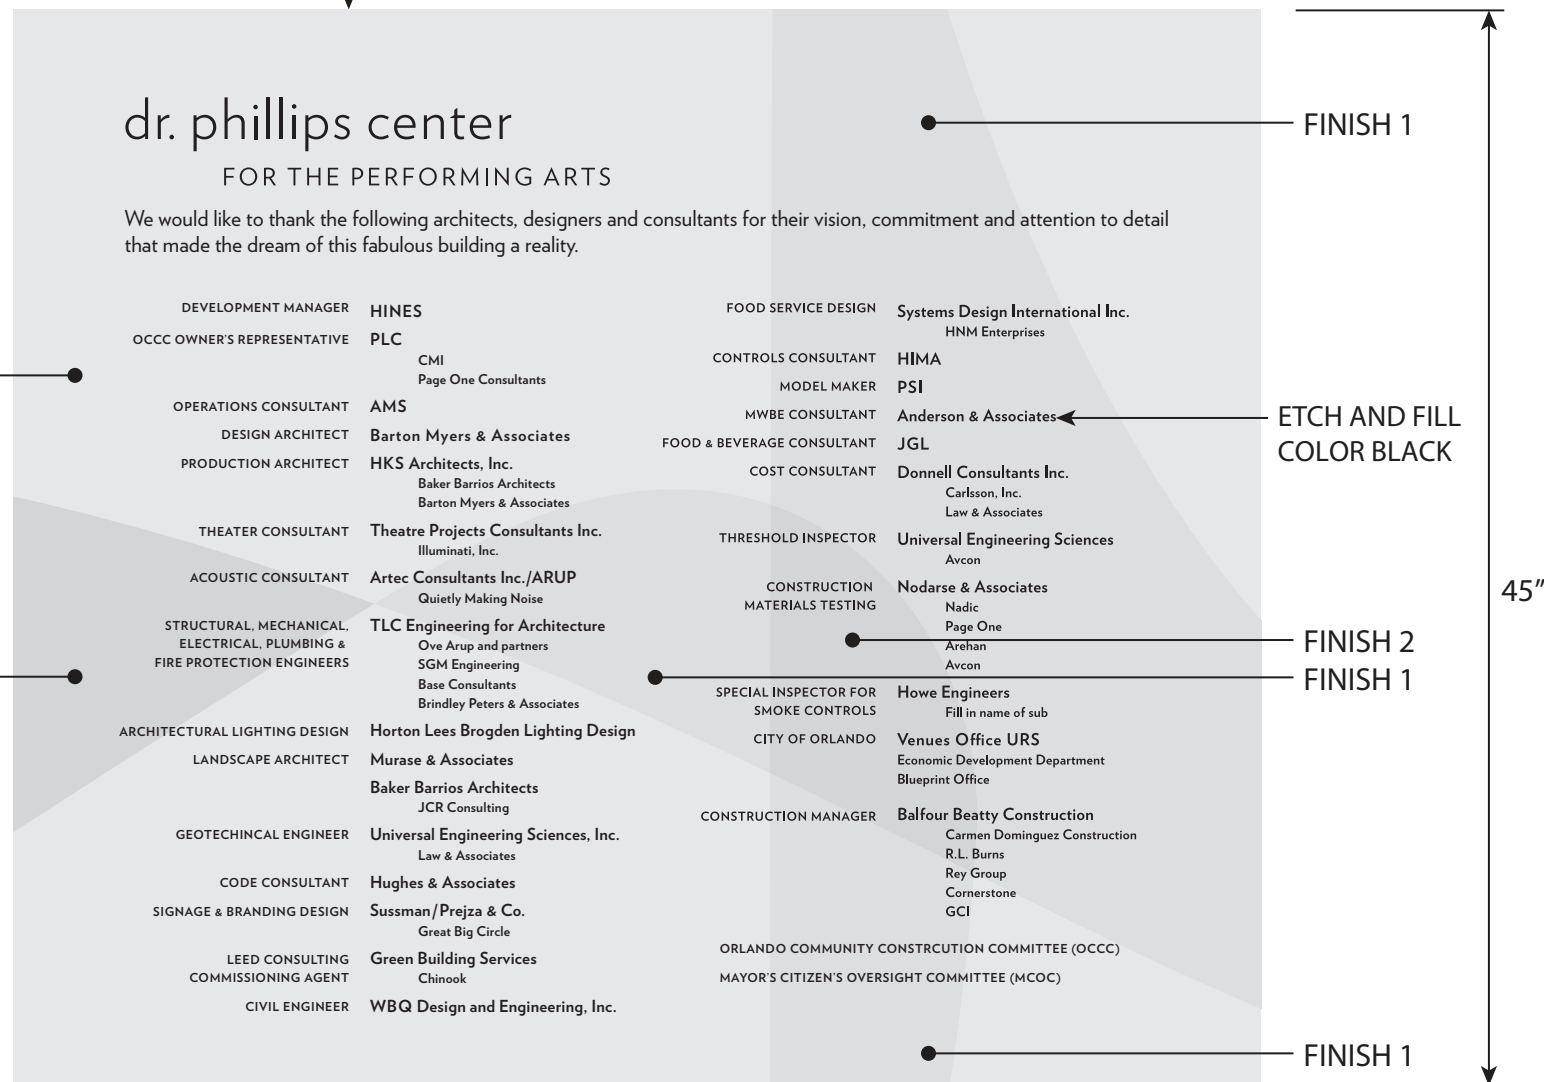 dr. phillips center
FOR THE PERFORMING ARTS
We would like to thank the following architects, designers and consultants for their vision, commitment and attention to detail
that made the dream of this fabulous building a reality.
DEVELOPMENT MANAGER HINES
OCCC OWNER'S REPRESENTATIVE PLC
CMI
Page One Consultants
OPERATIONS CONSULTANT AMS
DESIGN ARCHITECT Barton Myers & Associates
PRODUCTION ARCHITECT HKS Architects, Inc.
Baker Barrios Architects
Barton Myers & Associates
THEATER CONSULTANT Theatre Projects Consultants Inc.
Illuminati, Inc.
ACOUSTIC CONSULTANT Artec Consultants Inc./ARUP
Quietly Making Noise
STRUCTURAL, MECHANICAL, TLC Engineering for Architecture
ELECTRICAL, PLUMBING & Ove Arup and partners
FIRE PROTECTION ENGINEERS SGM Engineering
Base Consultants
Brindley Peters & Associates
ARCHITECTURAL LIGHTING DESIGN Horton Lees Brogden Lighting Design
LANDSCAPE ARCHITECT Murase & Associates
Baker Barrios Architects
JCR Consulting
GEOTECHINCAL ENGINEER Universal Engineering Sciences, Inc.
Law & Associates
CODE CONSULTANT Hughes & Associates
SIGNAGE & BRANDING DESIGN Sussman/Prejza & Co.
Great Big Circle
LEED CONSULTING Green Building Services
COMMISSIONING AGENT Chinook
CIVIL ENGINEER WBQ Design and Engineering, Inc.
FOOD SERVICE DESIGN Systems Design International Inc.
HNM Enterprises
CONTROLS CONSULTANT HIMA
MODEL MAKER PSI
MWBE CONSULTANT Anderson & Associates
FOOD & BEVERAGE CONSULTANT JGL
COST CONSULTANT Donnell Consultants Inc.
Carlsson, Inc.
Law & Associates
THRESHOLD INSPECTOR Universal Engineering Sciences
Avcon
CONSTRUCTION Nodarse & Associates
MATERIALS TESTING Nadic
Page One
Arehan
Avcon
SPECIAL INSPECTOR FOR Howe Engineers
SMOKE CONTROLS Fill in name of sub
CITY OF ORLANDO Venues Office URS
Economic Development Department
Blueprint Office
CONSTRUCTION MANAGER Balfour Beatty Construction
Carmen Dominguez Construction
R.L. Burns
Rey Group
Cornerstone
GCI
ORLANDO COMMUNITY CONSTRCUTION COMMITTEE (OCCC)
MAYOR'S CITIZEN'S OVERSIGHT COMMITTEE (MCOC)
FINISH 1
ETCH AND FILL
COLOR BLACK
45”
FINISH 2
FINISH 1
FINISH 1